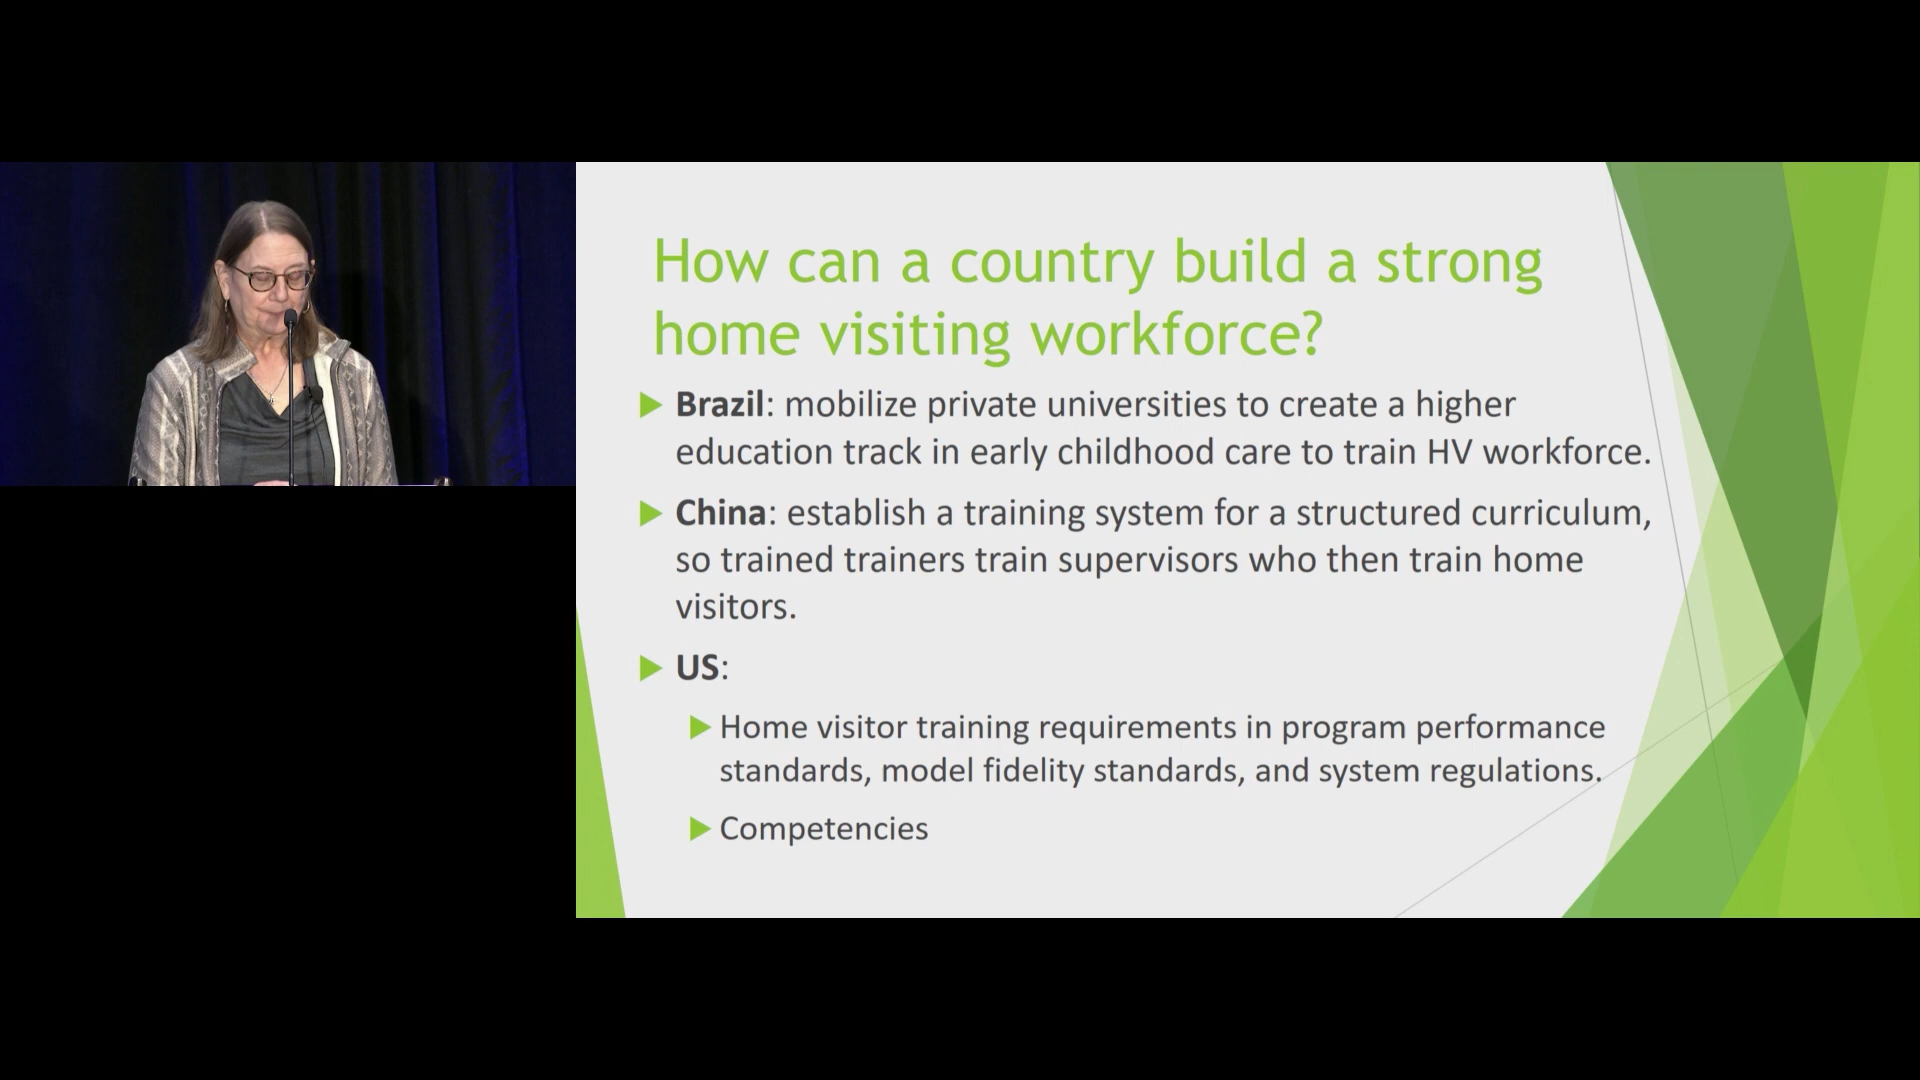 How can a country build a strong
home visiting workforce?
Brazil: mobilize private universities to create a higher
education track in early childhood care to train HV workforce.
China: establish a training system for a structured curriculum,
so trained trainers train supervisors who then train home
visitors.
US:
Home visitor training requirements in program performance
standards, model fidelity standards, and system regulations.
Competencies